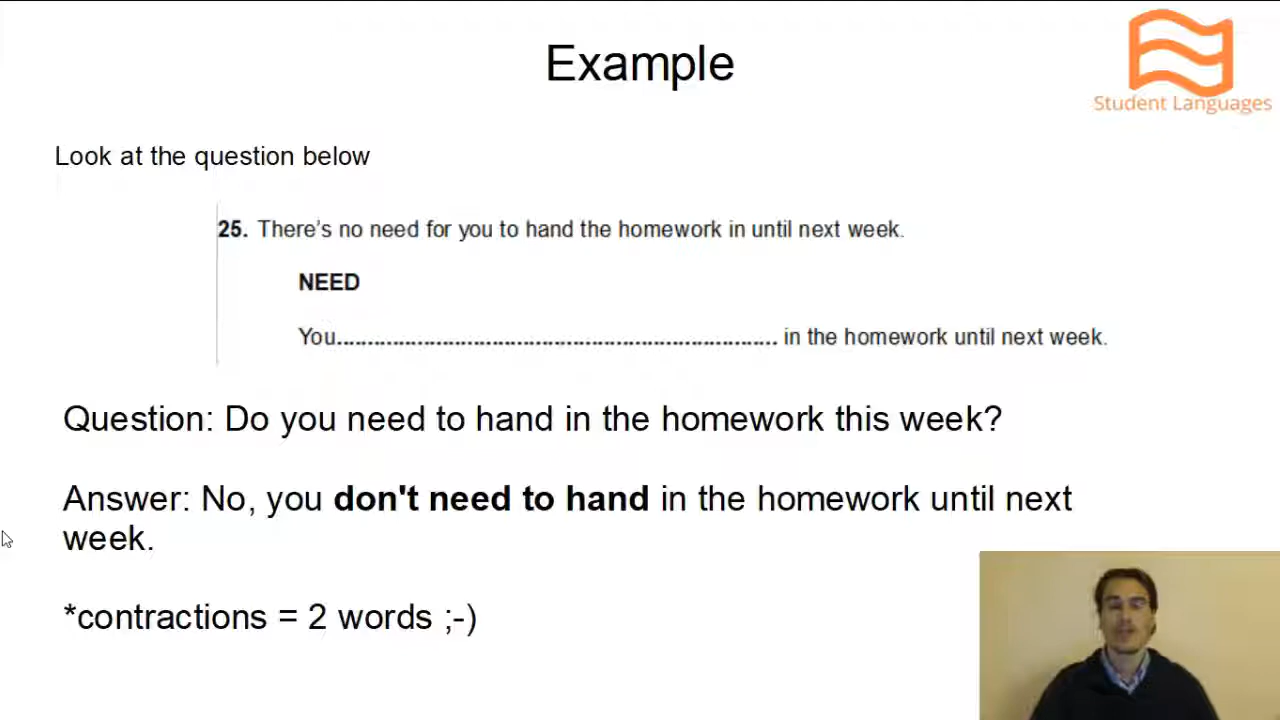 Example
Student Languages
Look at the question below
25. There's no need for you to hand the homework in until next week.
NEED
You.......................................................................... in the homework until next week.
Question: Do you need to hand in the homework this week?
Answer: No, you don't need to hand in the homework until next
week.
*contractions = 2 words ;-)